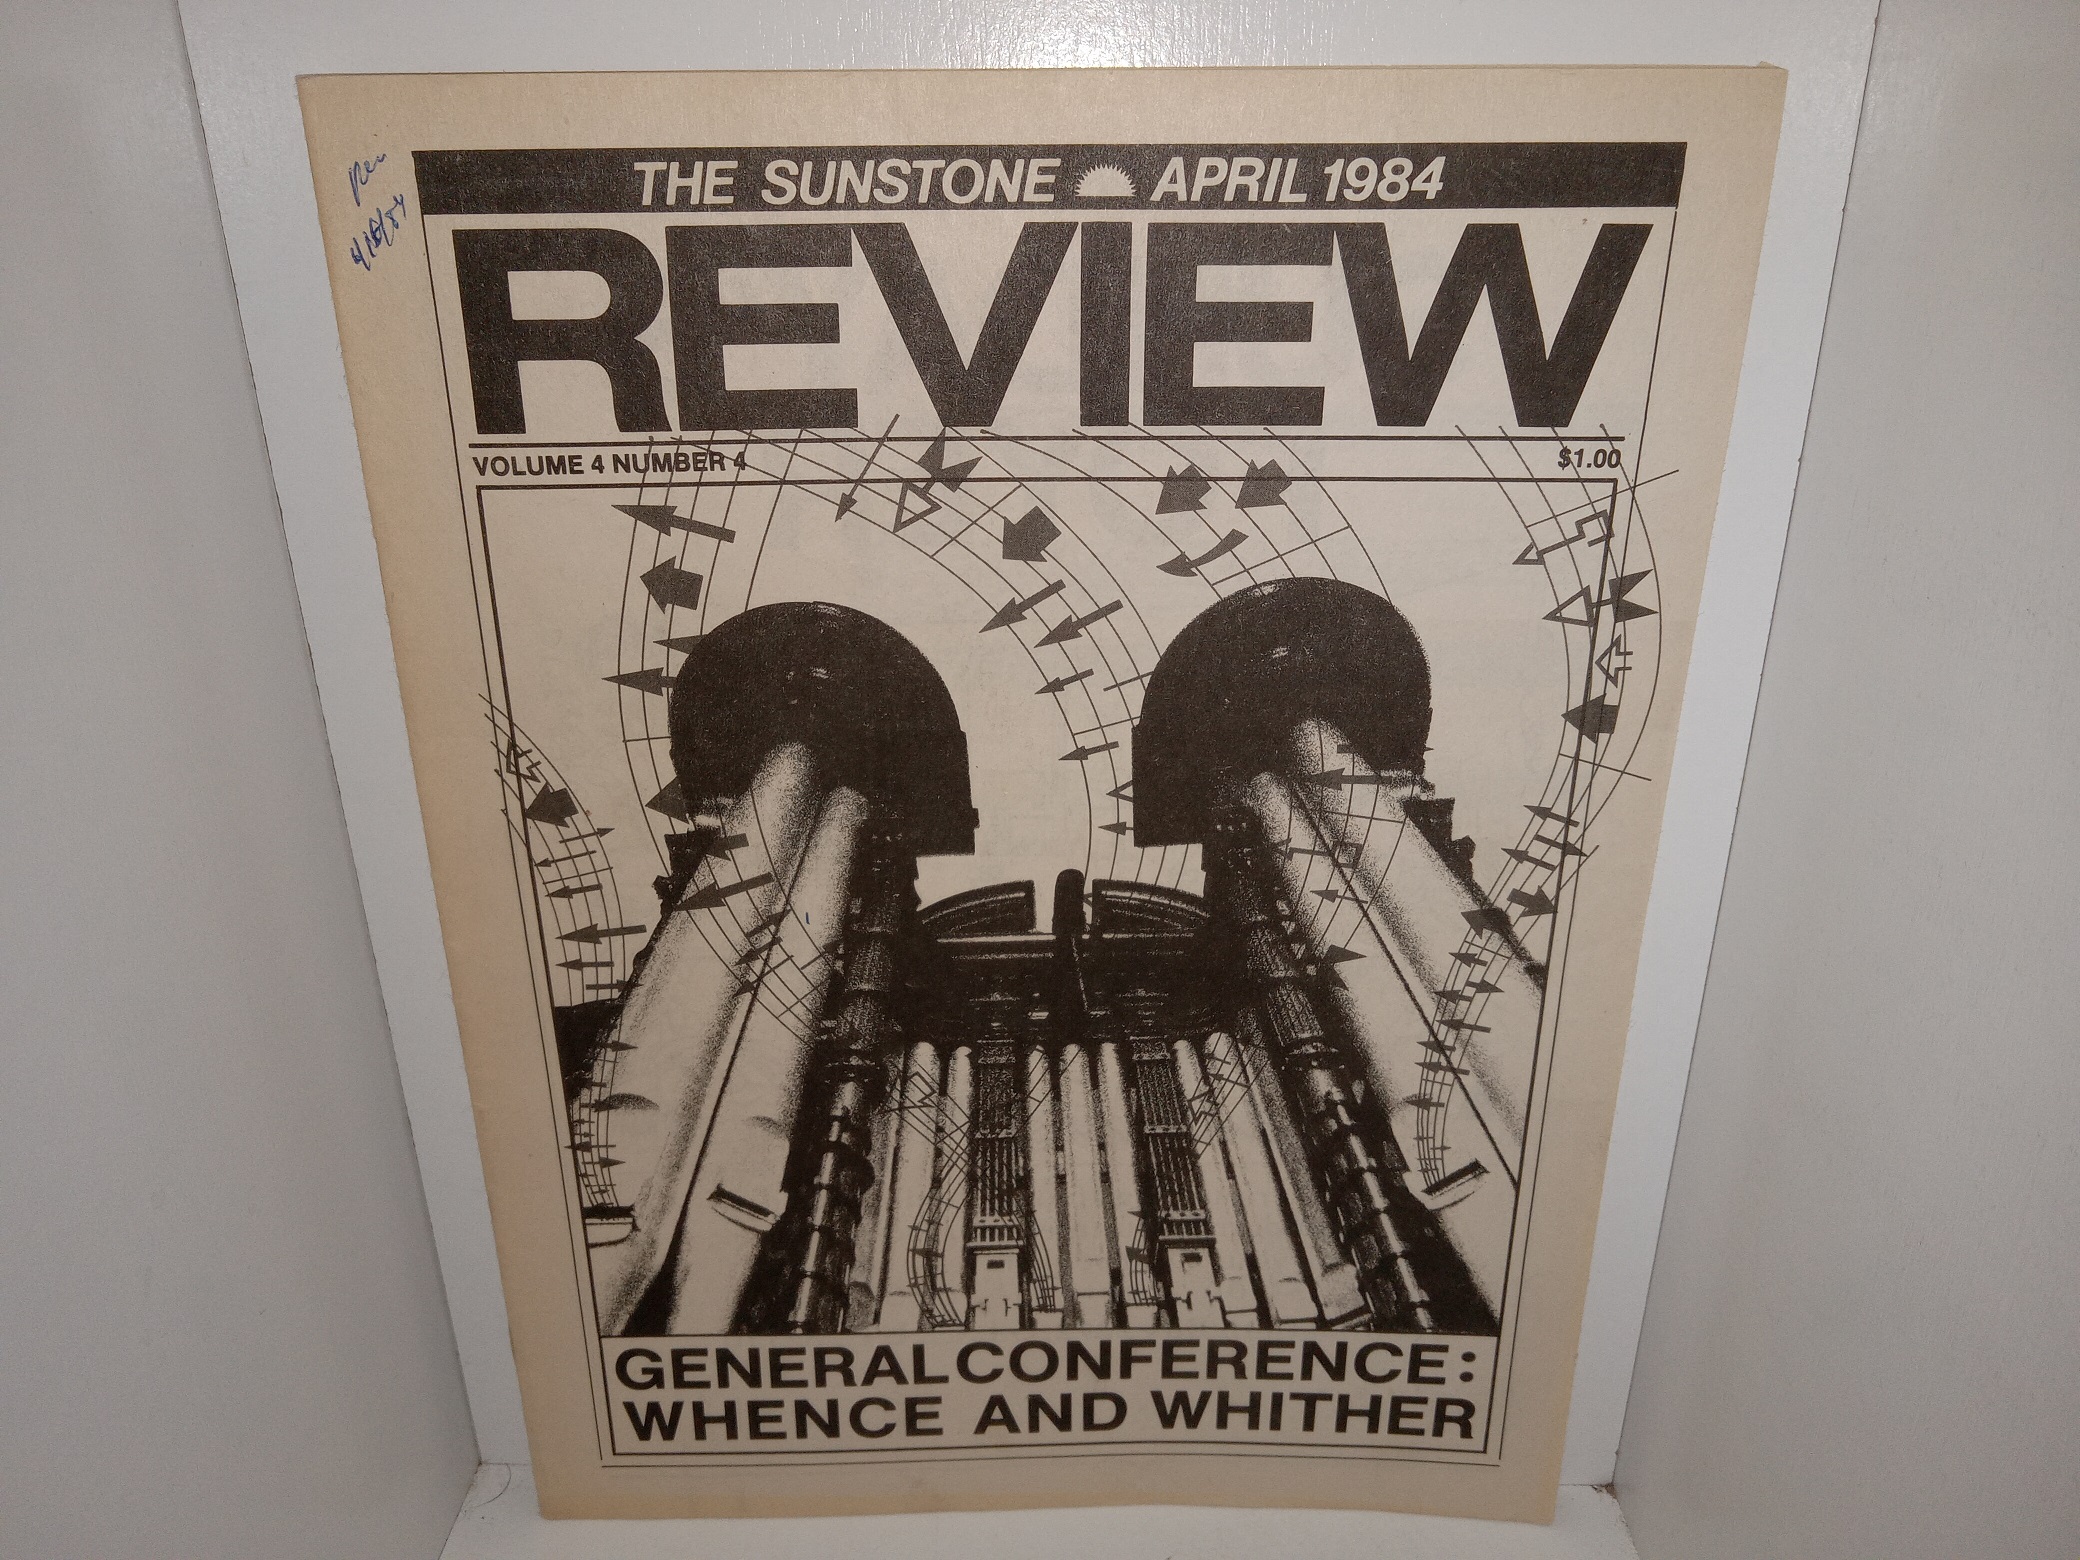 THE SUNSTONE APRIL 1984
REVIEW
VOLUME 4 NUMBER 4
$1.00
GENERAL CONFERENCE:
WHENCE AND WHITHER